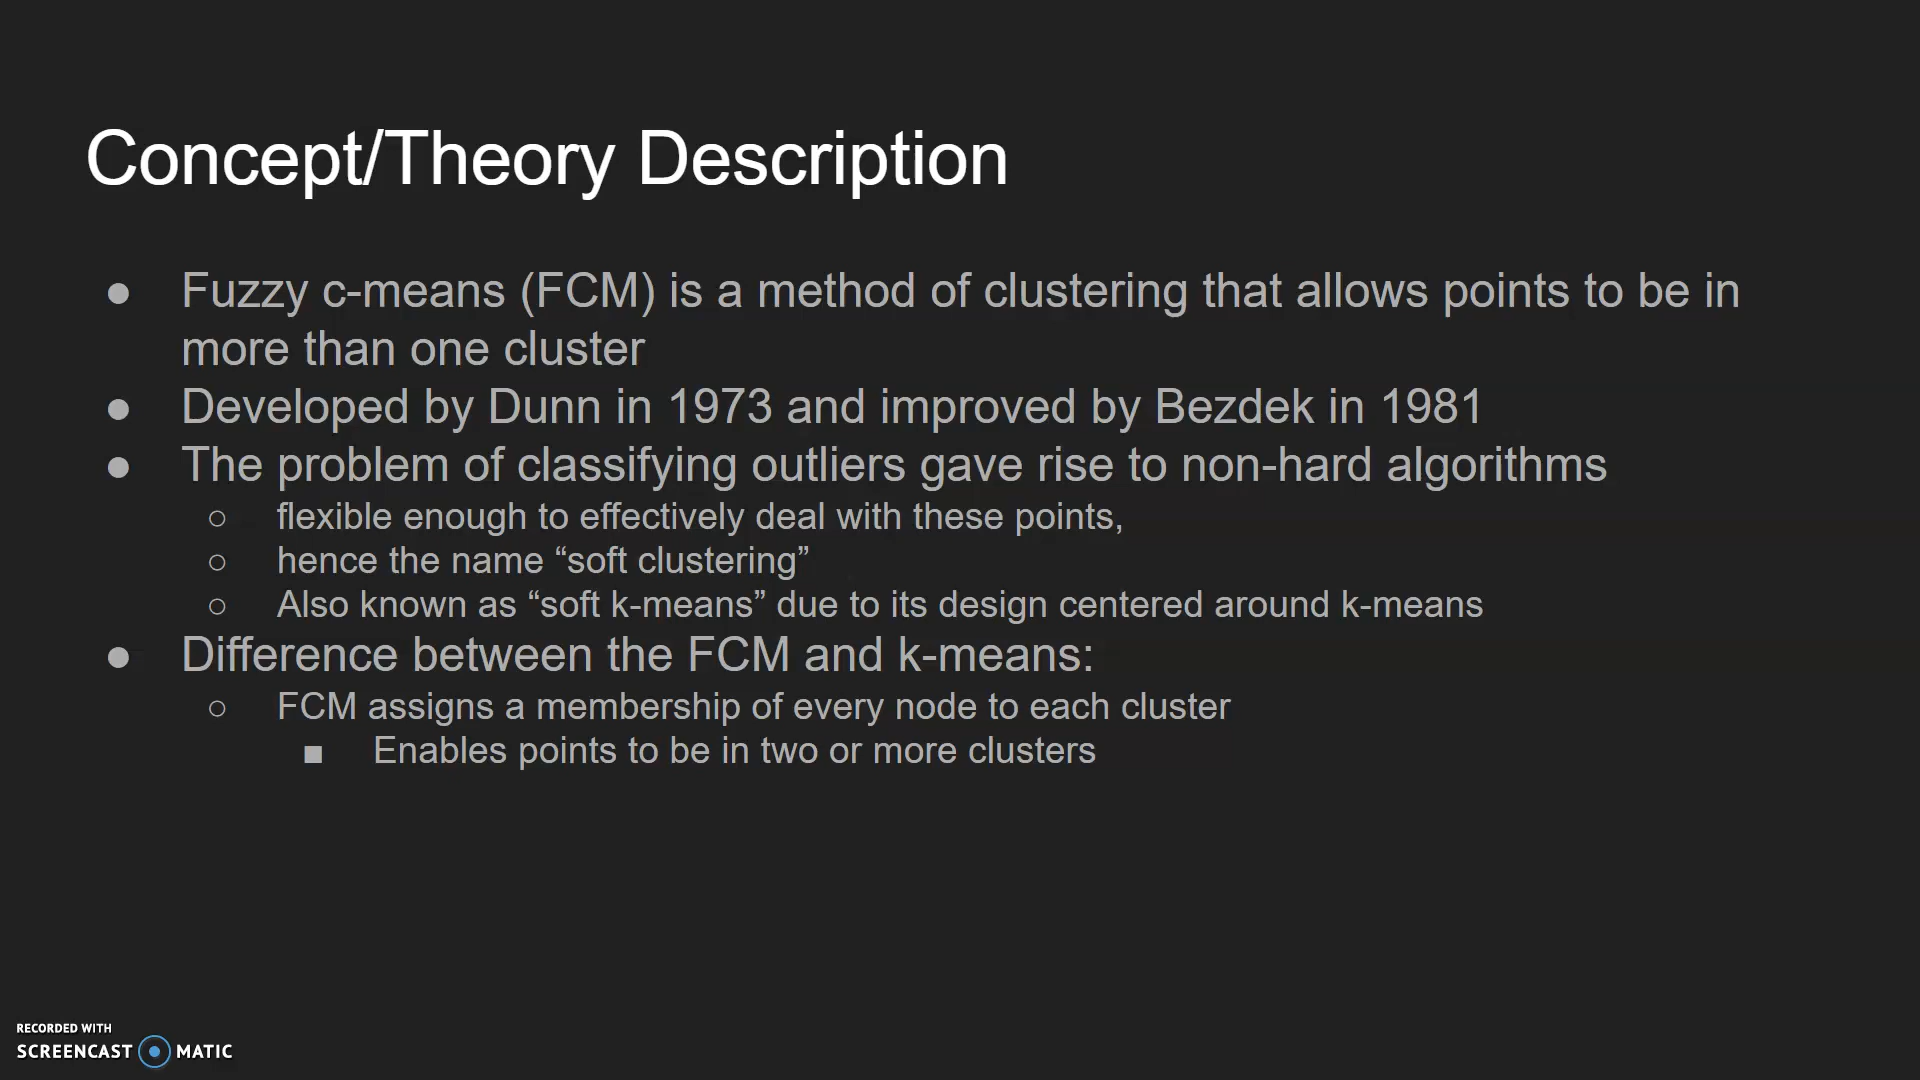 Concept/Theory Description
● Fuzzy c-means (FCM) is a method of clustering that allows points to be in
more than one cluster
● Developed by Dunn in 1973 and improved by Bezdek in 1981
● The problem of classifying outliers gave rise to non-hard algorithms
○ flexible enough to effectively deal with these points,
○ hence the name “soft clustering”
○ Also known as “soft k-means” due to its design centered around k-means
● Difference between the FCM and k-means:
○ FCM assigns a membership of every node to each cluster
■ Enables points to be in two or more clusters
RECORDED WITH
SCREENCAST MATIC